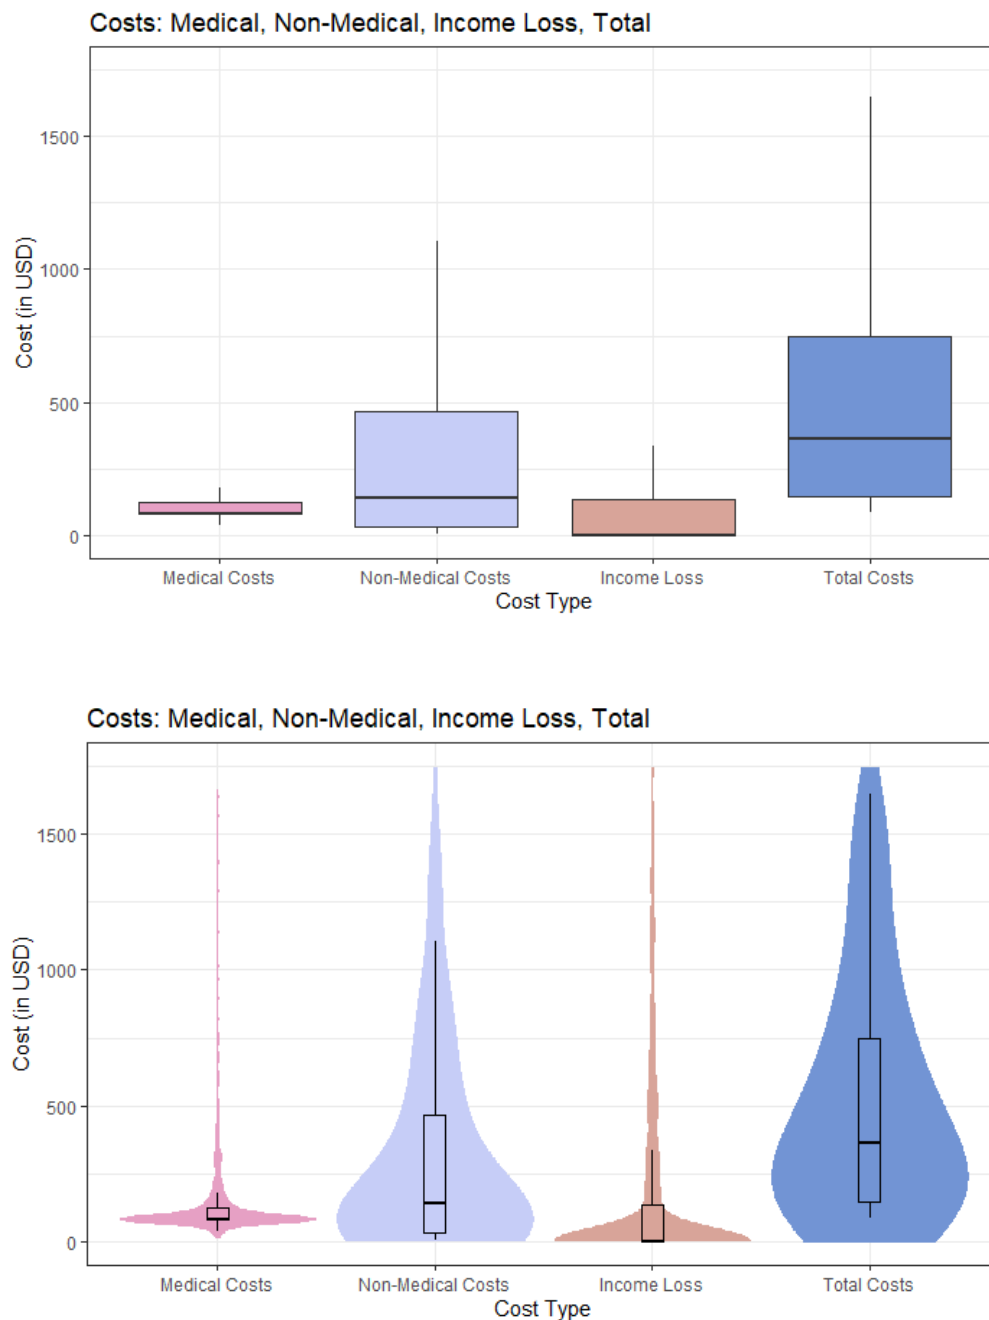 Costs: Medical, Non-Medical, Income Loss, Total
1500
1000
500
0
Cost (in USD)
Medical Costs Non-Medical Costs Income Loss Total Costs
Cost Type
Costs: Medical, Non-Medical, Income Loss, Total
1500
1000
500
0
Cost (in USD)
Medical Costs Non-Medical Costs Income Loss Total Costs
Cost Type